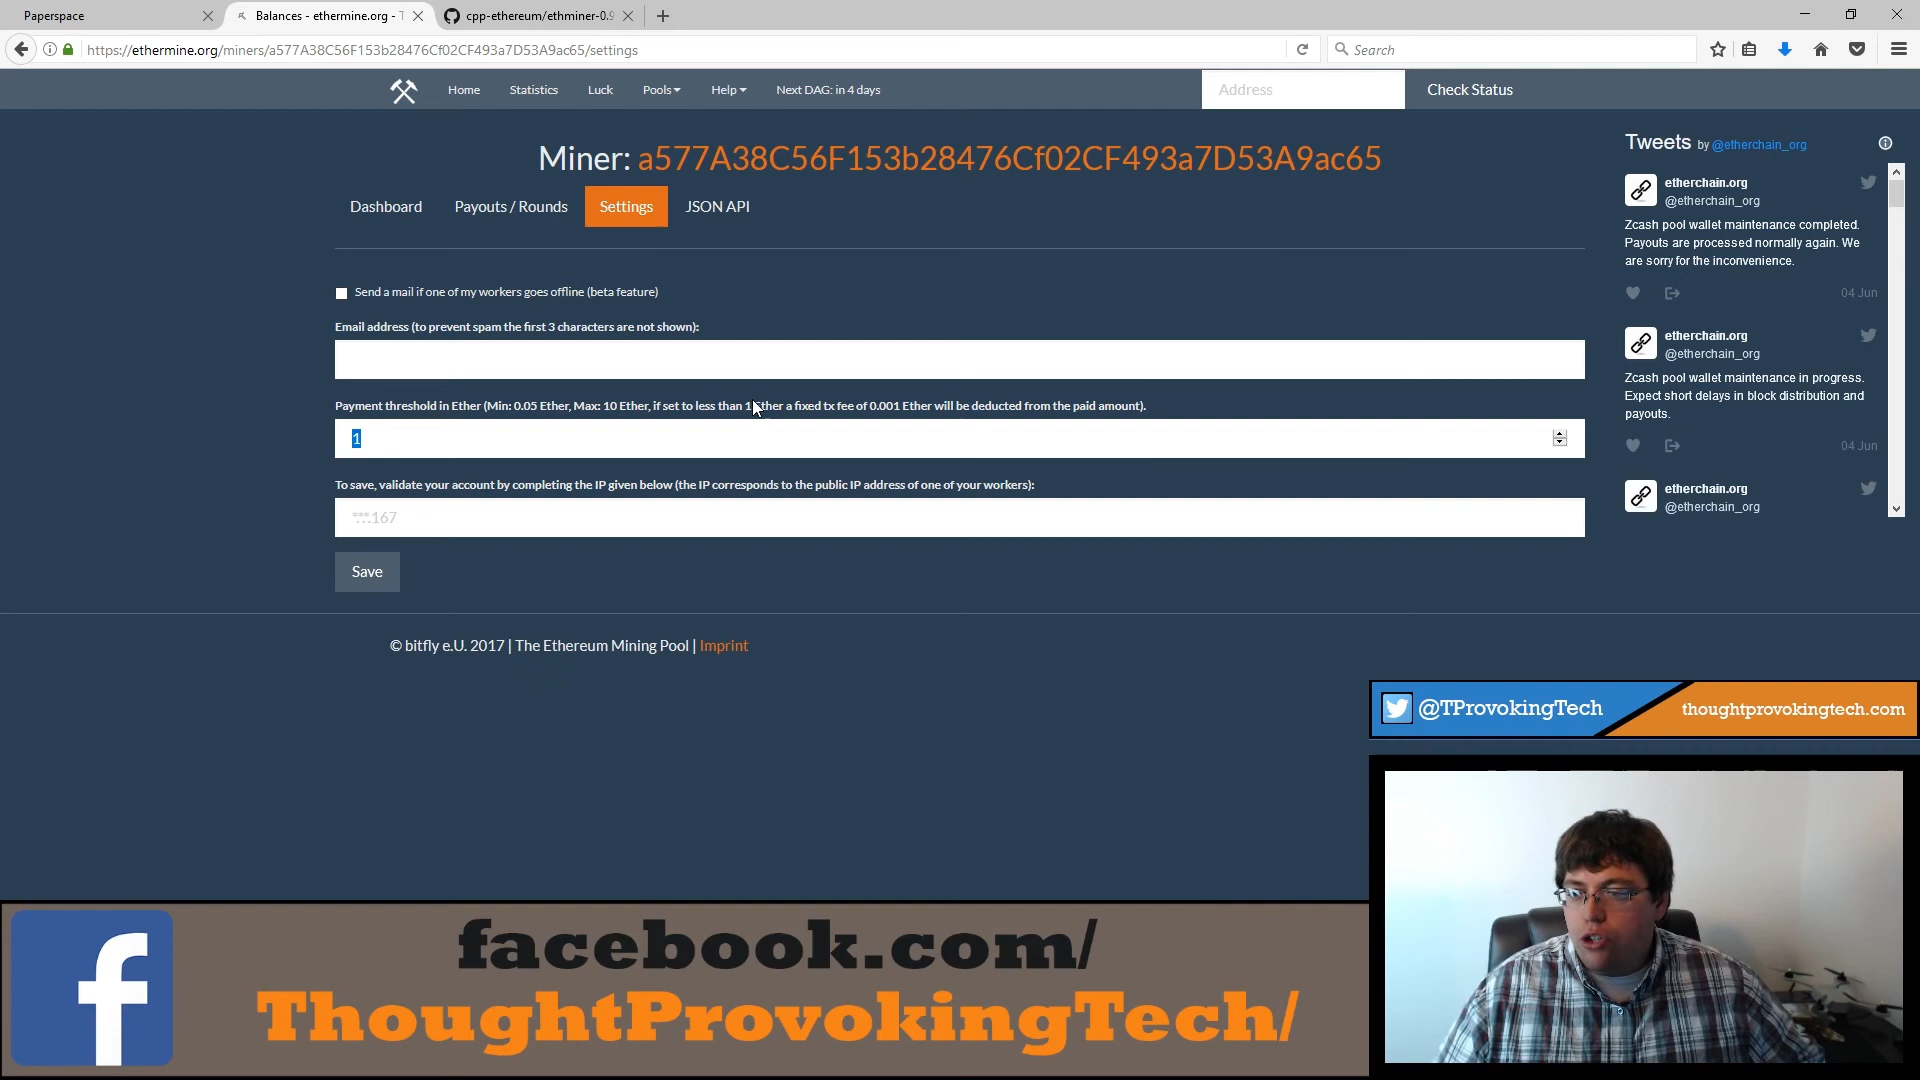 Paperspace
Balances - ethermine.org - T
cpp-ethereum/ethminer-0.9
https://ethermine.org/miners/a577A38C56F153b28476Cf02CF493a7D53A9ac65/settings
Search
Home
Statistics
Luck
Pools
Help
Next DAG: in 4 days
Address
Check Status
Miner: a577A38C56F153b28476Cf02CF493a7D53A9ac65
Dashboard
Payouts / Rounds
Settings
JSON API
Send a mail if one of my workers goes offline (beta feature)
Email address (to prevent spam the first 3 characters are not shown):
Payment threshold in Ether (Min: 0.05 Ether, Max: 10 Ether, if set to less than 1 Ether a fixed tx fee of 0.001 Ether will be deducted from the paid amount).
1
To save, validate your account by completing the IP given below (the IP corresponds to the public IP address of one of your workers):
*.*.*.167
Save
© bitfly e.U. 2017 | The Ethereum Mining Pool | Imprint
Tweets by @etherchain_org
etherchain.org
@etherchain_org
Zcash pool wallet maintenance completed.
Payouts are processed normally again. We
are sorry for the inconvenience.
04 Jun
etherchain.org
@etherchain_org
Zcash pool wallet maintenance in progress.
Expect short delays in block distribution and
payouts.
04 Jun
etherchain.org
@etherchain_org
@TProvokingTech
thoughtprovokingtech.com
f
facebook.com/
ThoughtProvokingTech/